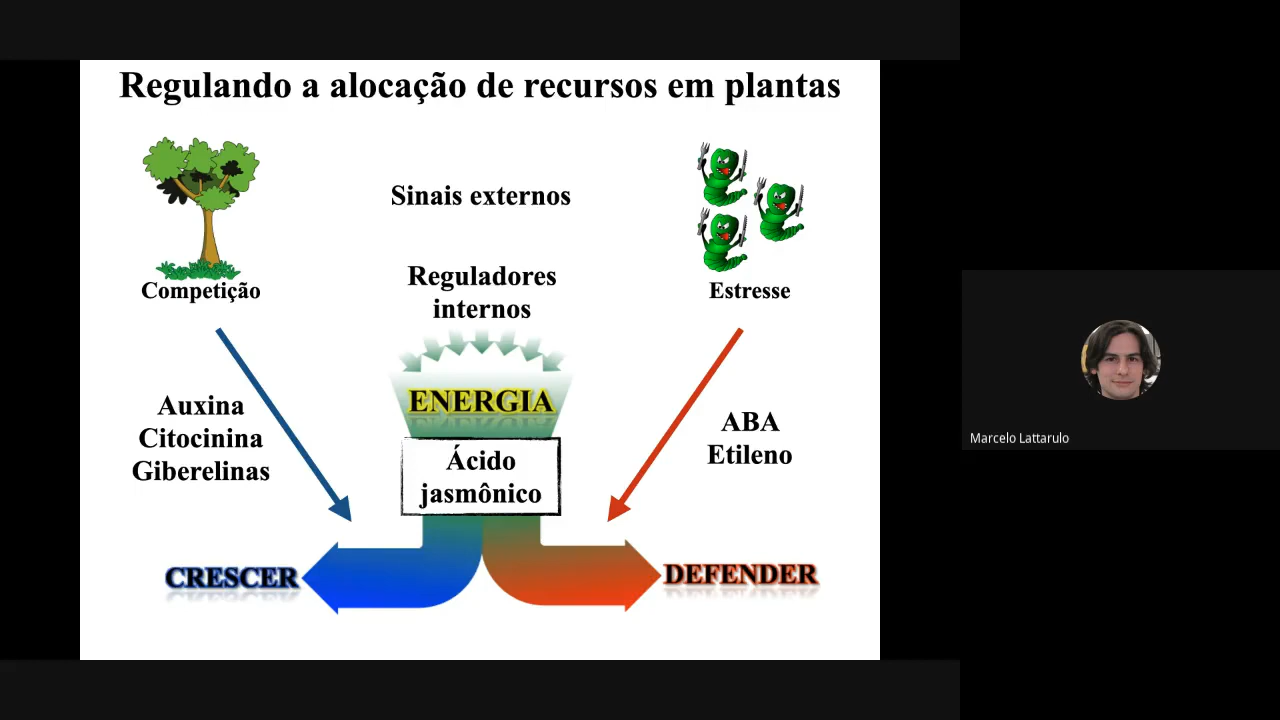 Regulando a alocação de recursos em plantas
Sinais externos
Competição
Reguladores
internos
Estresse
Auxina
Citocinina
Giberelinas
ENERGIA
Ácido
jasmônico
ABA
Etileno
CRESCER
DEFENDER
Marcelo Lattarulo